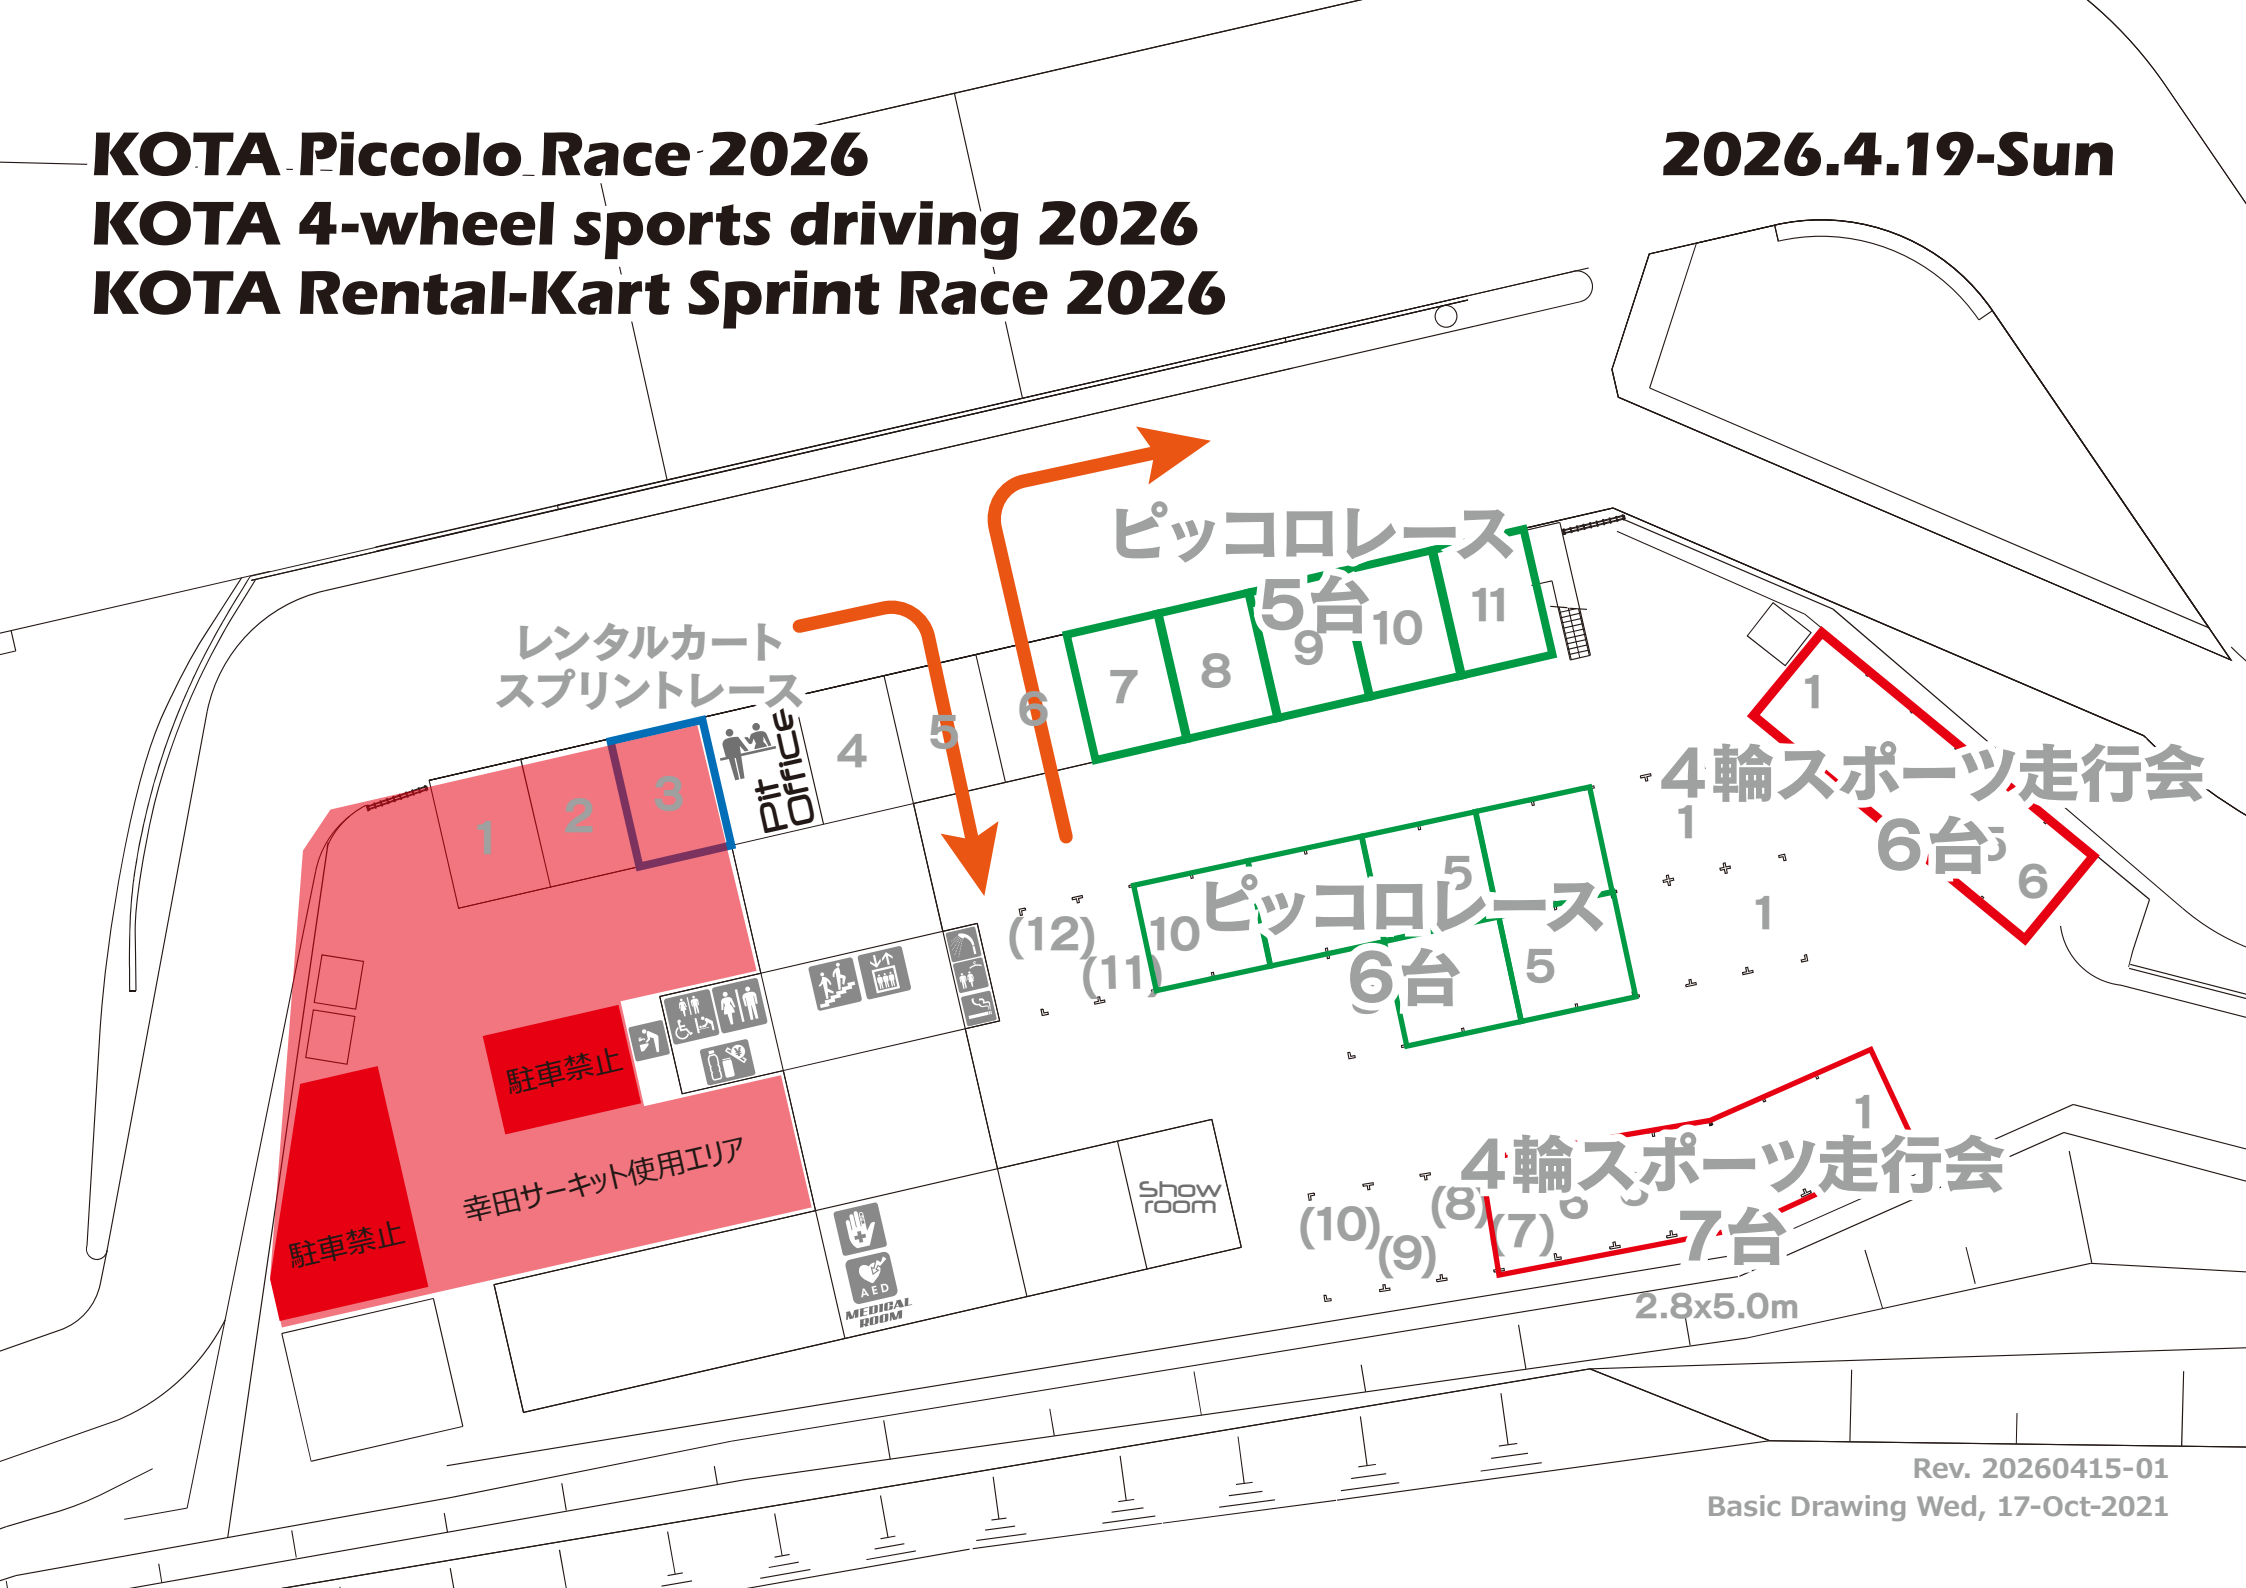 KOTA Piccolo Race 2026
2026.4.19-Sun
KOTA 4-wheel sports driving 2026
KOTA Rental-Kart Sprint Race 2026
ピッコロレース
5台
レンタルカート
スプリントレース
1
2
3
Pit
Office
4
5
6
7
8
9
10
11
1
4輪スポーツ走行会
6台
5
6
1
1
(12)
(11)
10
ピッコロレース
6台
5
5
駐車禁止
駐車禁止
幸田サーキット使用エリア
AED
MEDICAL
ROOM
Show
room
1
4輪スポーツ走行会
7台
(10)
(9)
(8)
(7)
6
2.8x5.0m
Rev. 20260415-01
Basic Drawing Wed, 17-Oct-2021